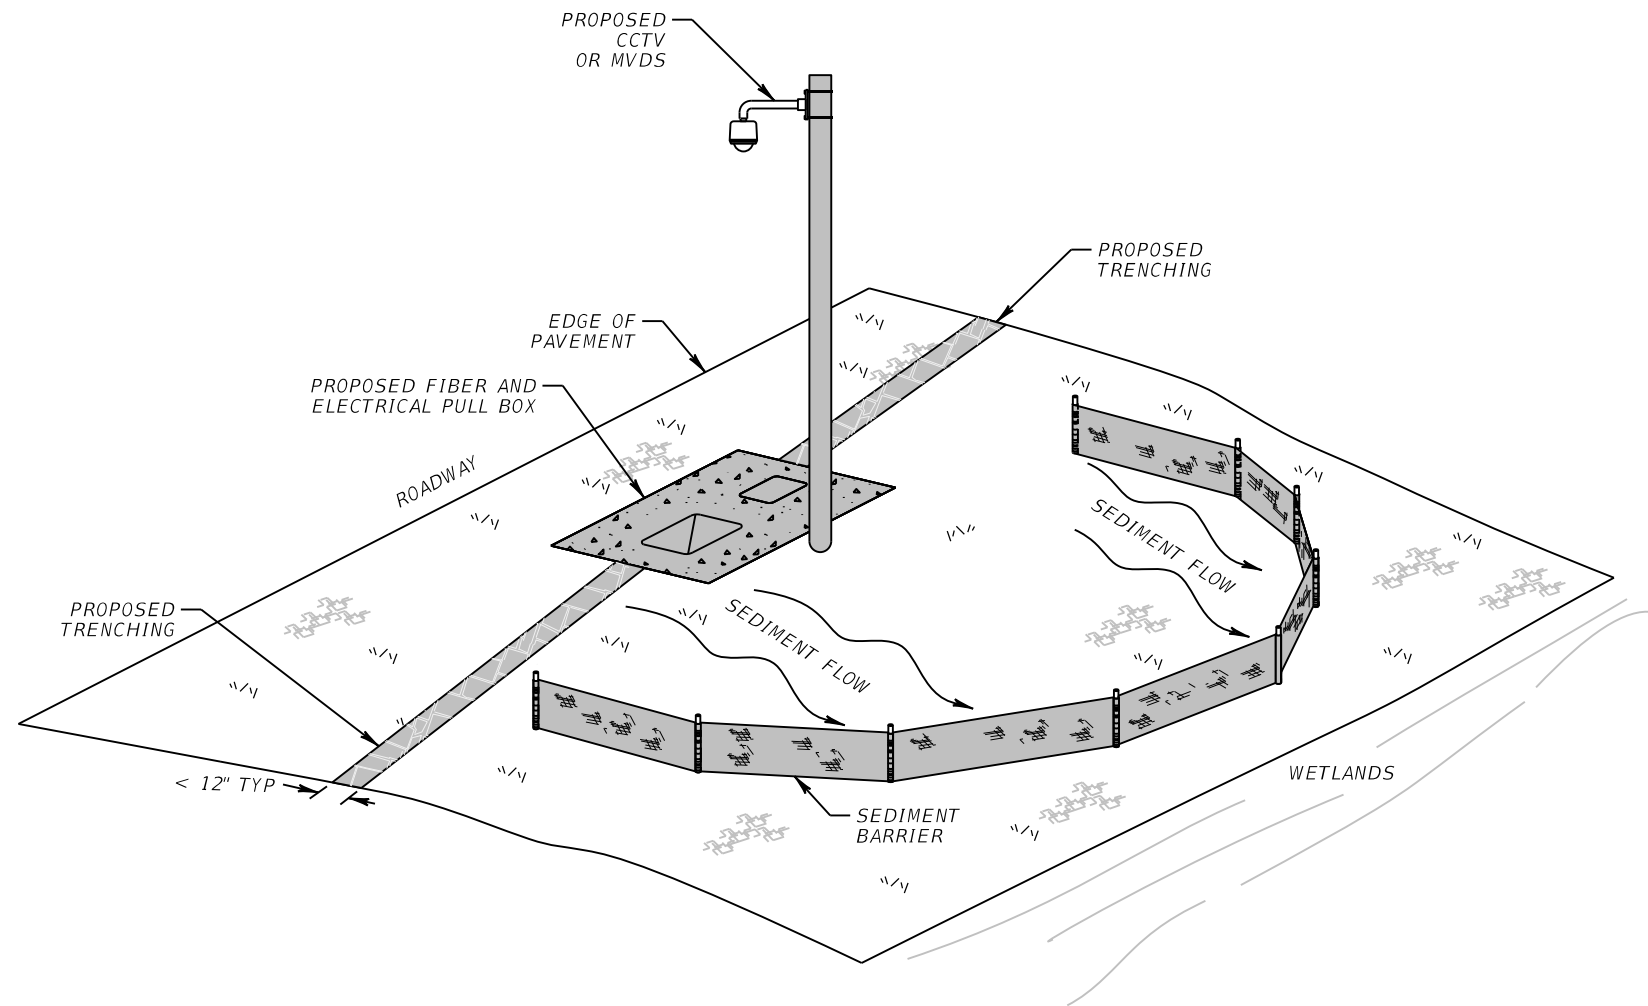 PROPOSED
CCTV
OR MVDS
PROPOSED
TRENCHING
EDGE OF
PAVEMENT
PROPOSED FIBER AND
ELECTRICAL PULL BOX
ROADWAY
SEDIMENT FLOW
SEDIMENT FLOW
PROPOSED
TRENCHING
< 12" TYP
WETLANDS
SEDIMENT
BARRIER